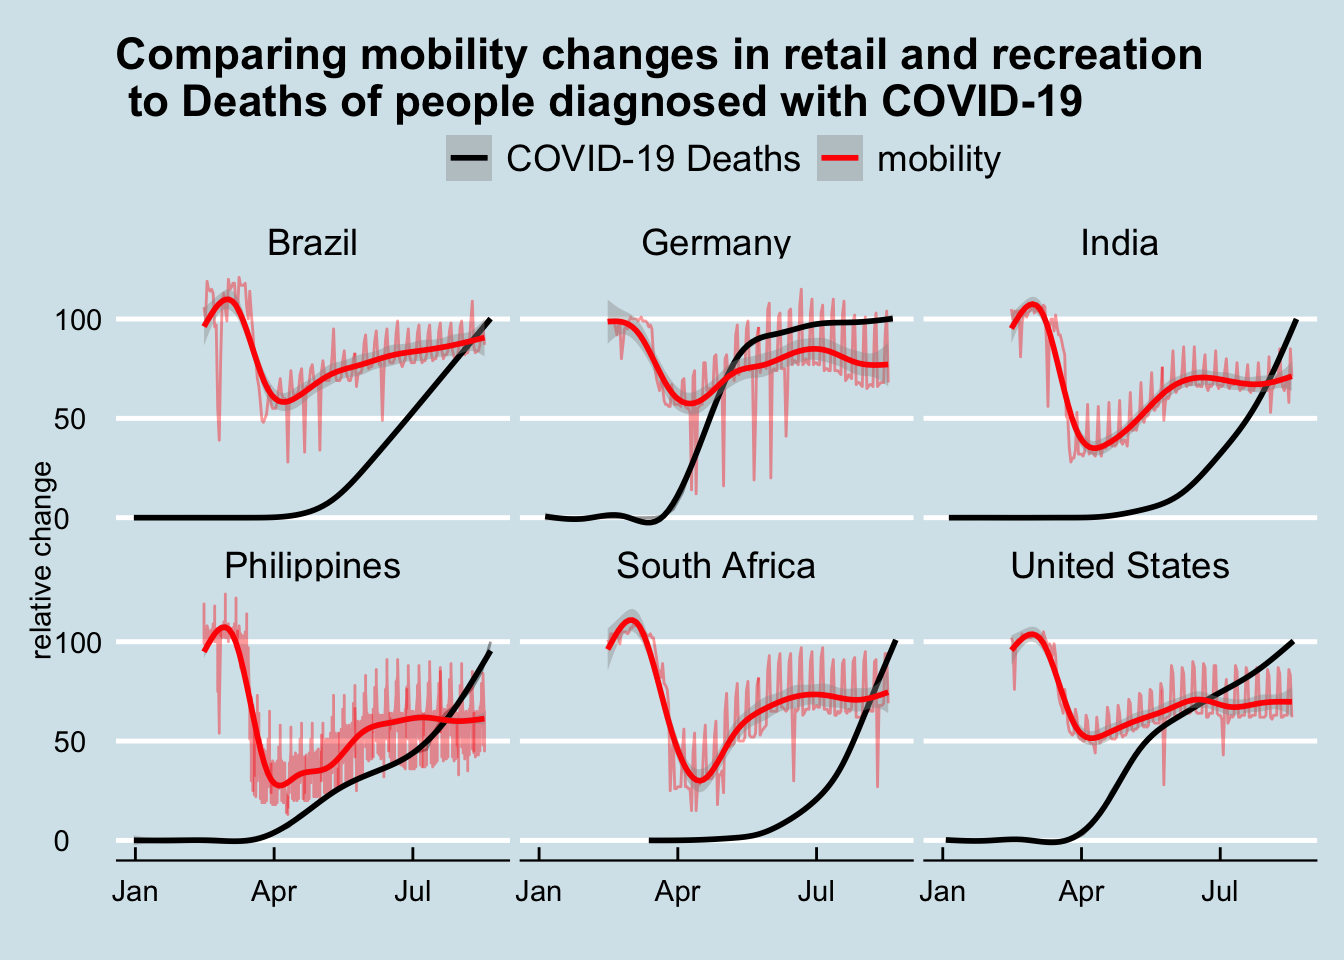 Comparing mobility changes in retail and recreation
to Deaths of people diagnosed with COVID-19
COVID-19 Deaths mobility
Brazil Germany India
100
50
0
relative change
Philippines South Africa United States
100
50
0
Jan Apr Jul Jan Apr Jul Jan Apr Jul